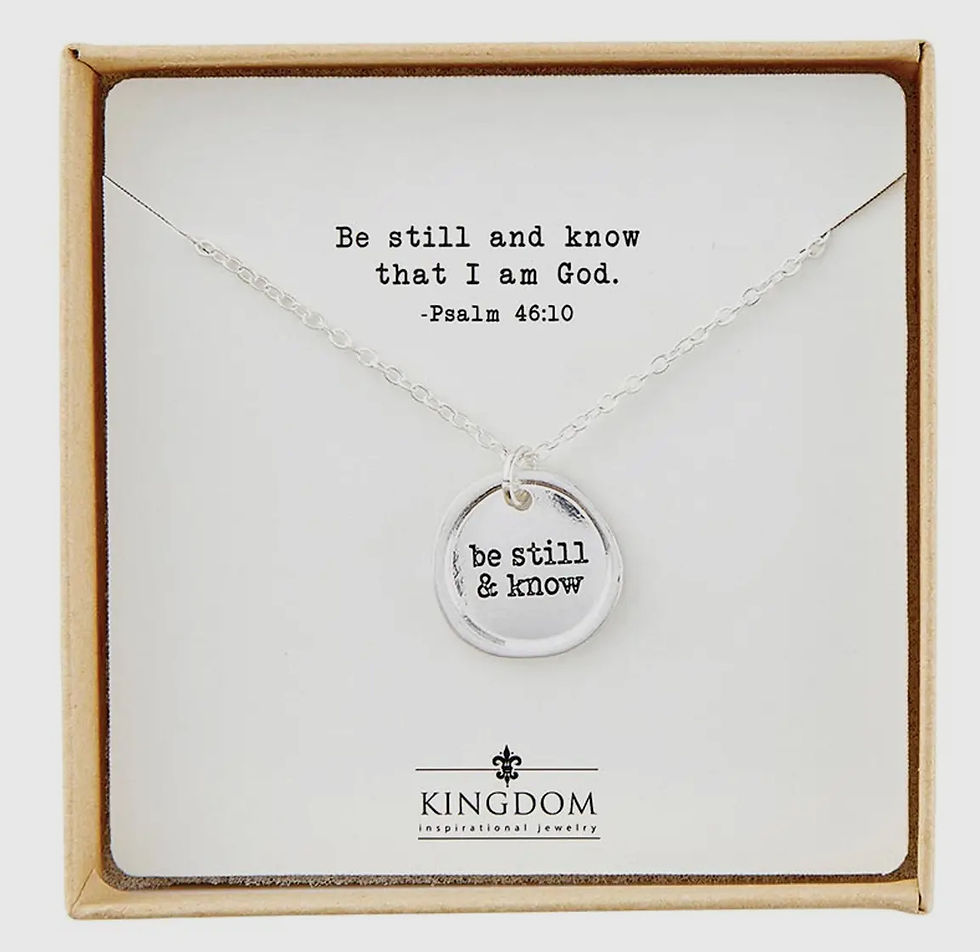 Be still and know
that I am God.
-Psalm 46:10
be still
& know
KINGDOM
inspirational jewelry